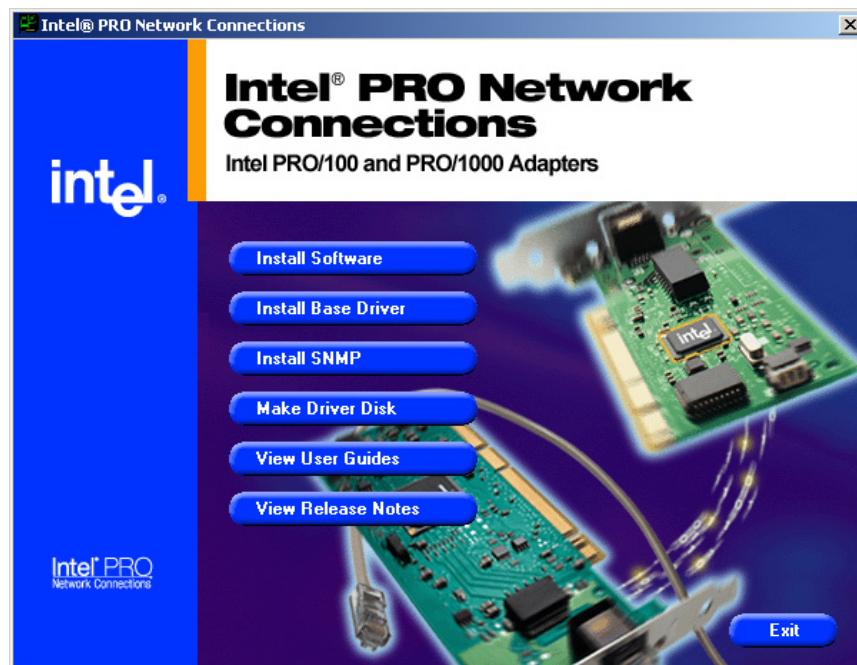 Intel® PRO Network Connections
Intel® PRO Network
Connections
Intel PRO/100 and PRO/1000 Adapters
intel®
Install Software
Install Base Driver
Install SNMP
Make Driver Disk
View User Guides
View Release Notes
intel
Intel® PRO
Network Connections
Exit